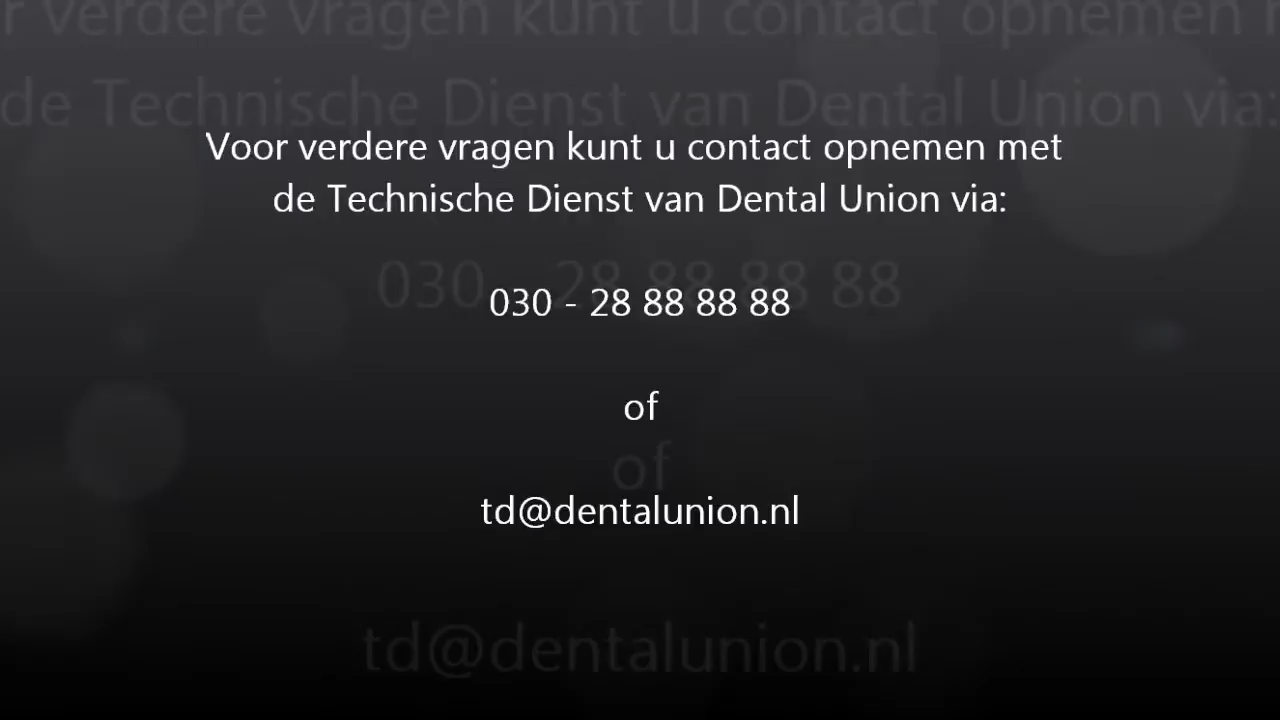 Voor verdere vragen kunt u contact opnemen met
de Technische Dienst van Dental Union via:
030 - 28 88 88 88
of
td@dentalunion.nl